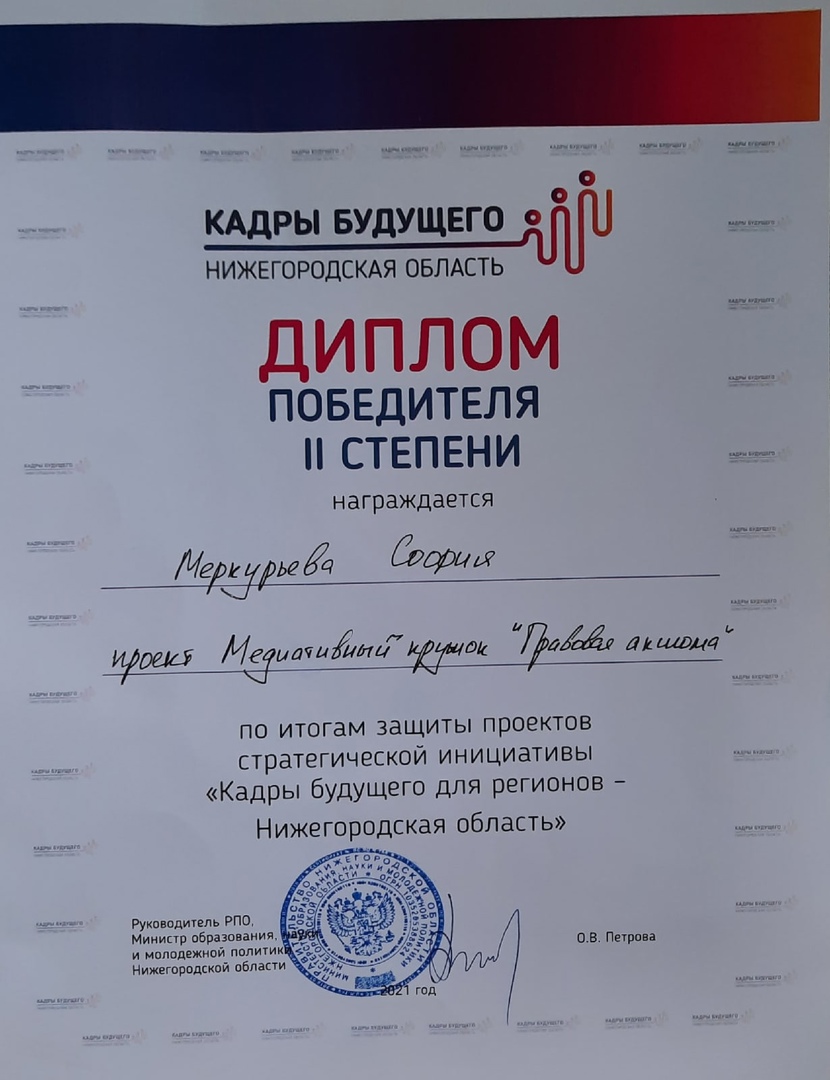 КАДРЫ БУДУЩЕГО
НИЖЕГОРОДСКАЯ ОБЛАСТЬ
ДИПЛОМ
ПОБЕДИТЕЛЯ
II СТЕПЕНИ
награждается
Меркурьева София
проект Медиативный кружок "Правовая аксиома"
по итогам защиты проектов
стратегической инициативы
«Кадры будущего для регионов –
Нижегородская область»
Руководитель РПО,
Министр образования, науки
и молодежной политики
Нижегородской области
О.В. Петрова
2021 год